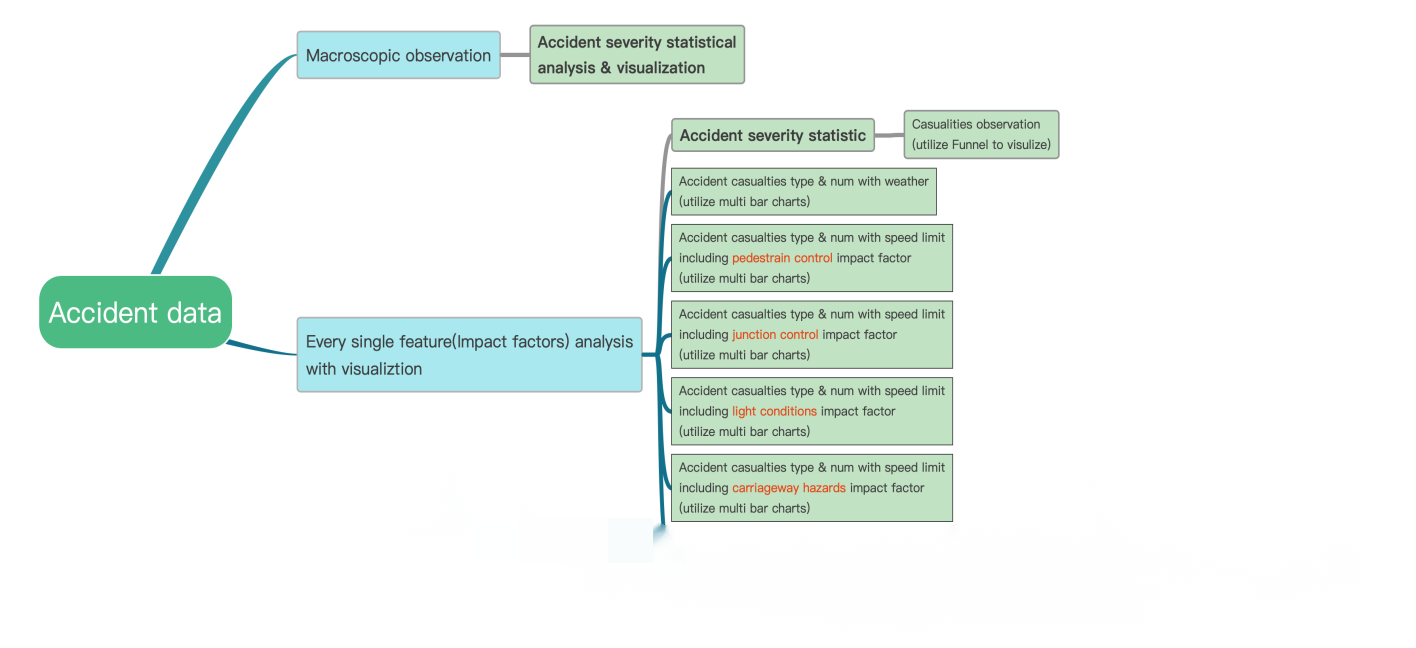 Macroscopic observation
Accident severity statistical
analysis & visualization
Accident data
Every single feature(Impact factors) analysis
with visualiztion
Accident severity statistic
Casualities observation
(utilize Funnel to visulize)
Accident casualties type & num with weather
(utilize multi bar charts)
Accident casualties type & num with speed limit
including pedestrain control impact factor
(utilize multi bar charts)
Accident casualties type & num with speed limit
including junction control impact factor
(utilize multi bar charts)
Accident casualties type & num with speed limit
including light conditions impact factor
(utilize multi bar charts)
Accident casualties type & num with speed limit
including carriageway hazards impact factor
(utilize multi bar charts)